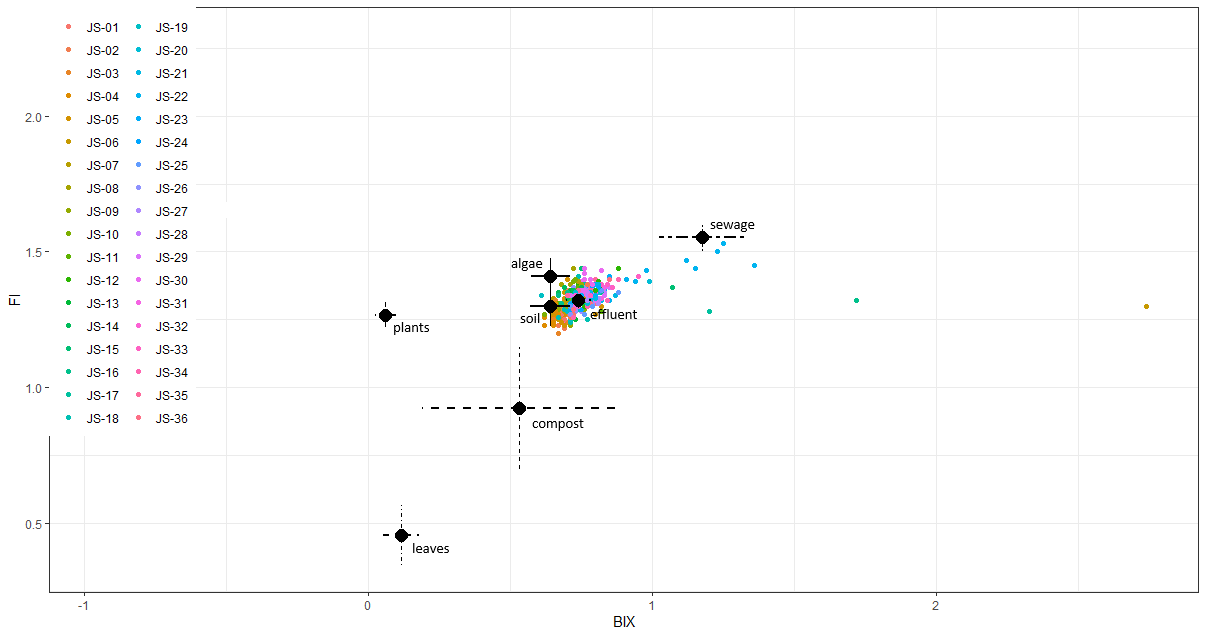 JS-01 JS-19
JS-02 JS-20
JS-03 JS-21
JS-04 JS-22
JS-05 JS-23
JS-06 JS-24
JS-07 JS-25
JS-08 JS-26
JS-09 JS-27
JS-10 JS-28
JS-11 JS-29
JS-12 JS-30
JS-13 JS-31
JS-14 JS-32
JS-15 JS-33
JS-16 JS-34
JS-17 JS-35
JS-18 JS-36
2.0
1.5
1.0
0.5
FI
sewage
algae
soil
effluent
plants
compost
leaves
-1 0 1 2
BIX